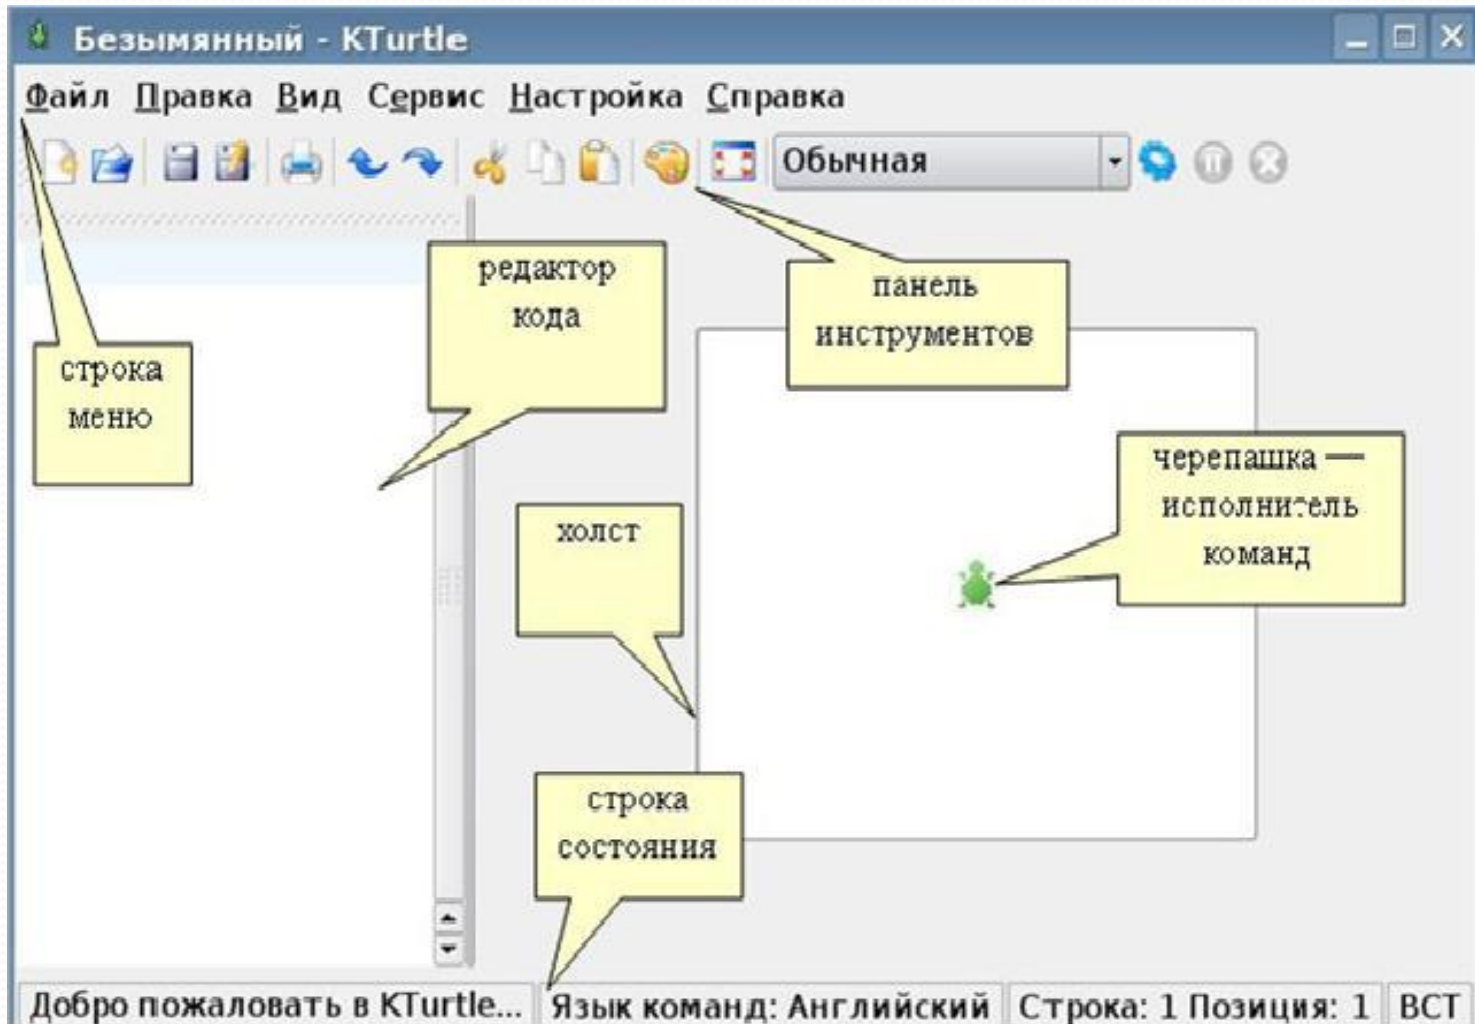 Безымянный - KTurtle
Файл Правка Вид Сервис Настройка Справка
Обычная
редактор
кода
панель
инструментов
строка
меню
черепашка —
исполнитель
команд
холст
строка
состояния
Добро пожаловать в KTurtle... Язык команд: Английский Строка: 1 Позиция: 1 ВСТ